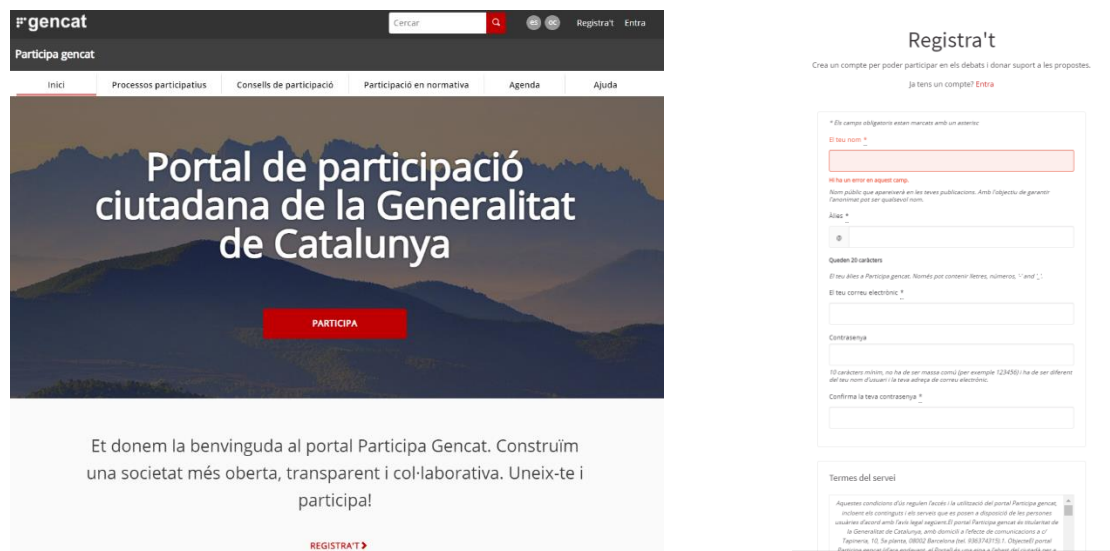 gencat
Cercar
es oc
Registra't Entra
Participa gencat
Inici Processos participatius Consells de participació Participació en normativa Agenda Ajuda
Portal de participació
ciutadana de la Generalitat
de Catalunya
PARTICIPA
Et donem la benvinguda al portal Participa Gencat. Construïm
una societat més oberta, transparent i col·laborativa. Uneix-te i
participa!
REGISTRA'T
Registra't
Crea un compte per poder participar en els debats i donar suport a les propostes.
Ja tens un compte? Entra
* Els camps obligatoris estan marcats amb un asterisc
El teu nom *
Hi ha un error en aquest camp.
Nom públic que apareixerà en les teves publicacions. Amb l'objectiu de garantir
l'anonimat pot ser qualsevol nom.
Àlies *
@
Queden 20 caràcters
El teu àlies a Participa gencat. Només pot contenir lletres, números, '-' and '_'.
El teu correu electrònic *
Contrasenya
10 caràcters mínim, no ha de ser massa comú (per example 123456) i ha de ser diferent
del teu nom d'usuari i la teva adreça de correu electrònic.
Confirma la teva contrasenya *
Termes del servei
Aquestes condicions d'ús regulen l'accés i la utilització del portal Participa gencat,
incloent els continguts i els serveis que es posen a disposició de les persones
usuàries d'acord amb l'avís legal següent.El portal Participa gencat és titularitat de
la Generalitat de Catalunya, amb domicili a l'efecte de comunicacions a c/
Tapineria, 10, 5a planta, 08002 Barcelona (tel. 936374315).1. ObjecteEl portal